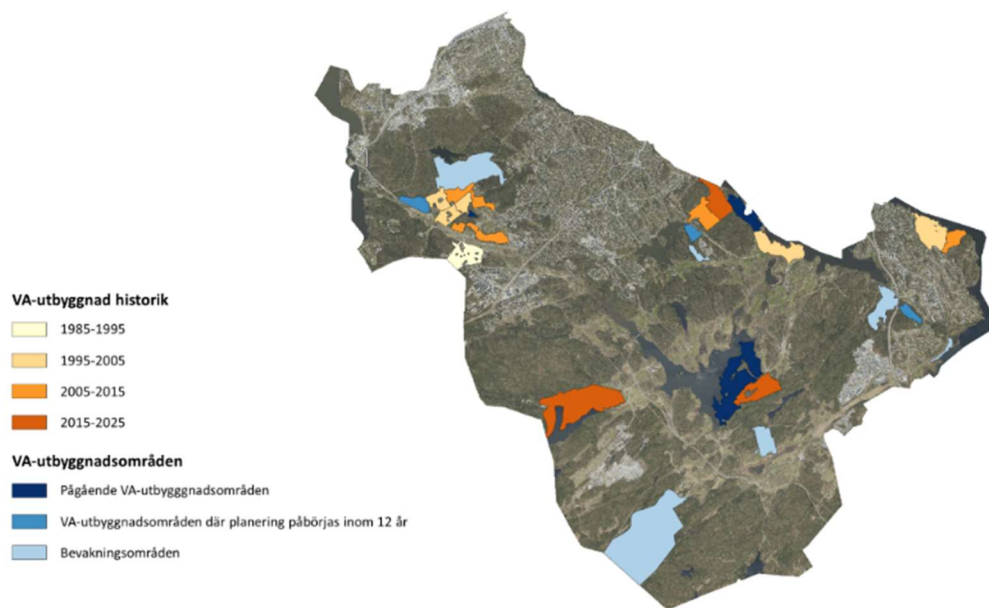 VA-utbyggnad historik
1985-1995
1995-2005
2005-2015
2015-2025
VA-utbyggnadsområden
Pågående VA-utbygggnadsområden
VA-utbyggnadsområden där planering påbörjas inom 12 år
Bevakningsområden